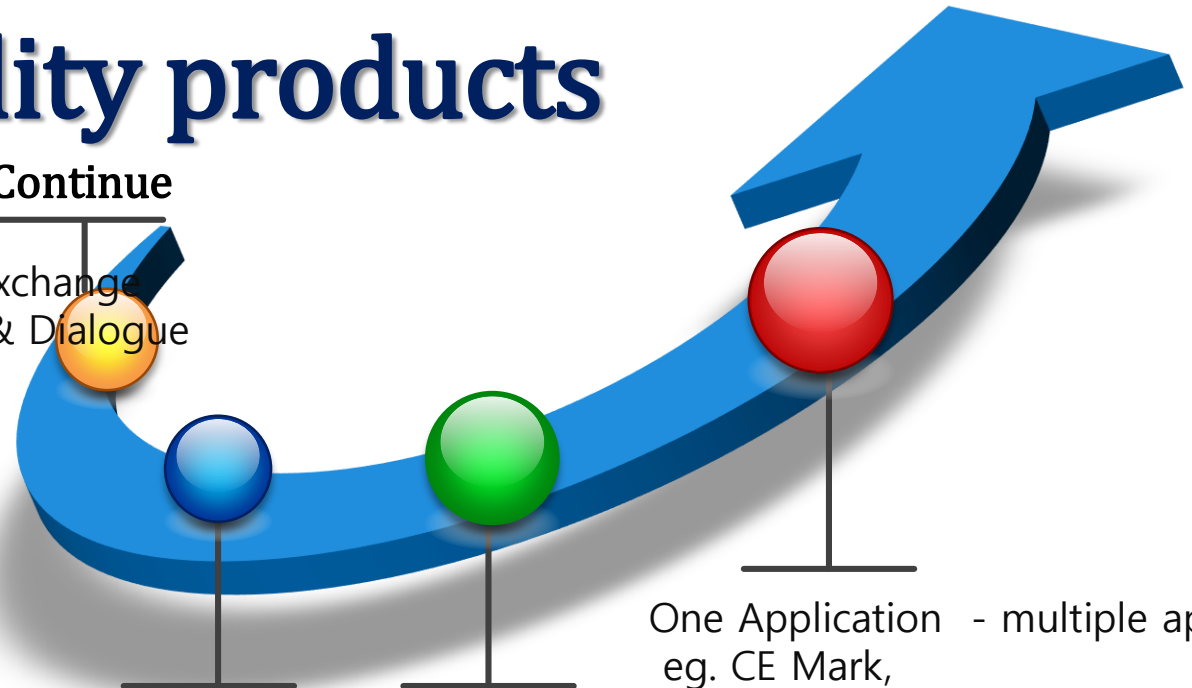 lity products
Continue
xchange
& Dialogue
One Application - multiple ap
eg. CE Mark,